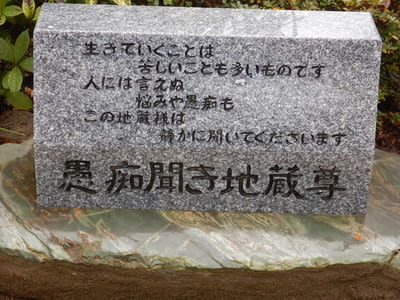 生きていくことは
苦しいことも多いものです
人には言えぬ
悩みや愚痴も
この地蔵様は
静かに聞いてくださいます
愚痴聞き地蔵尊